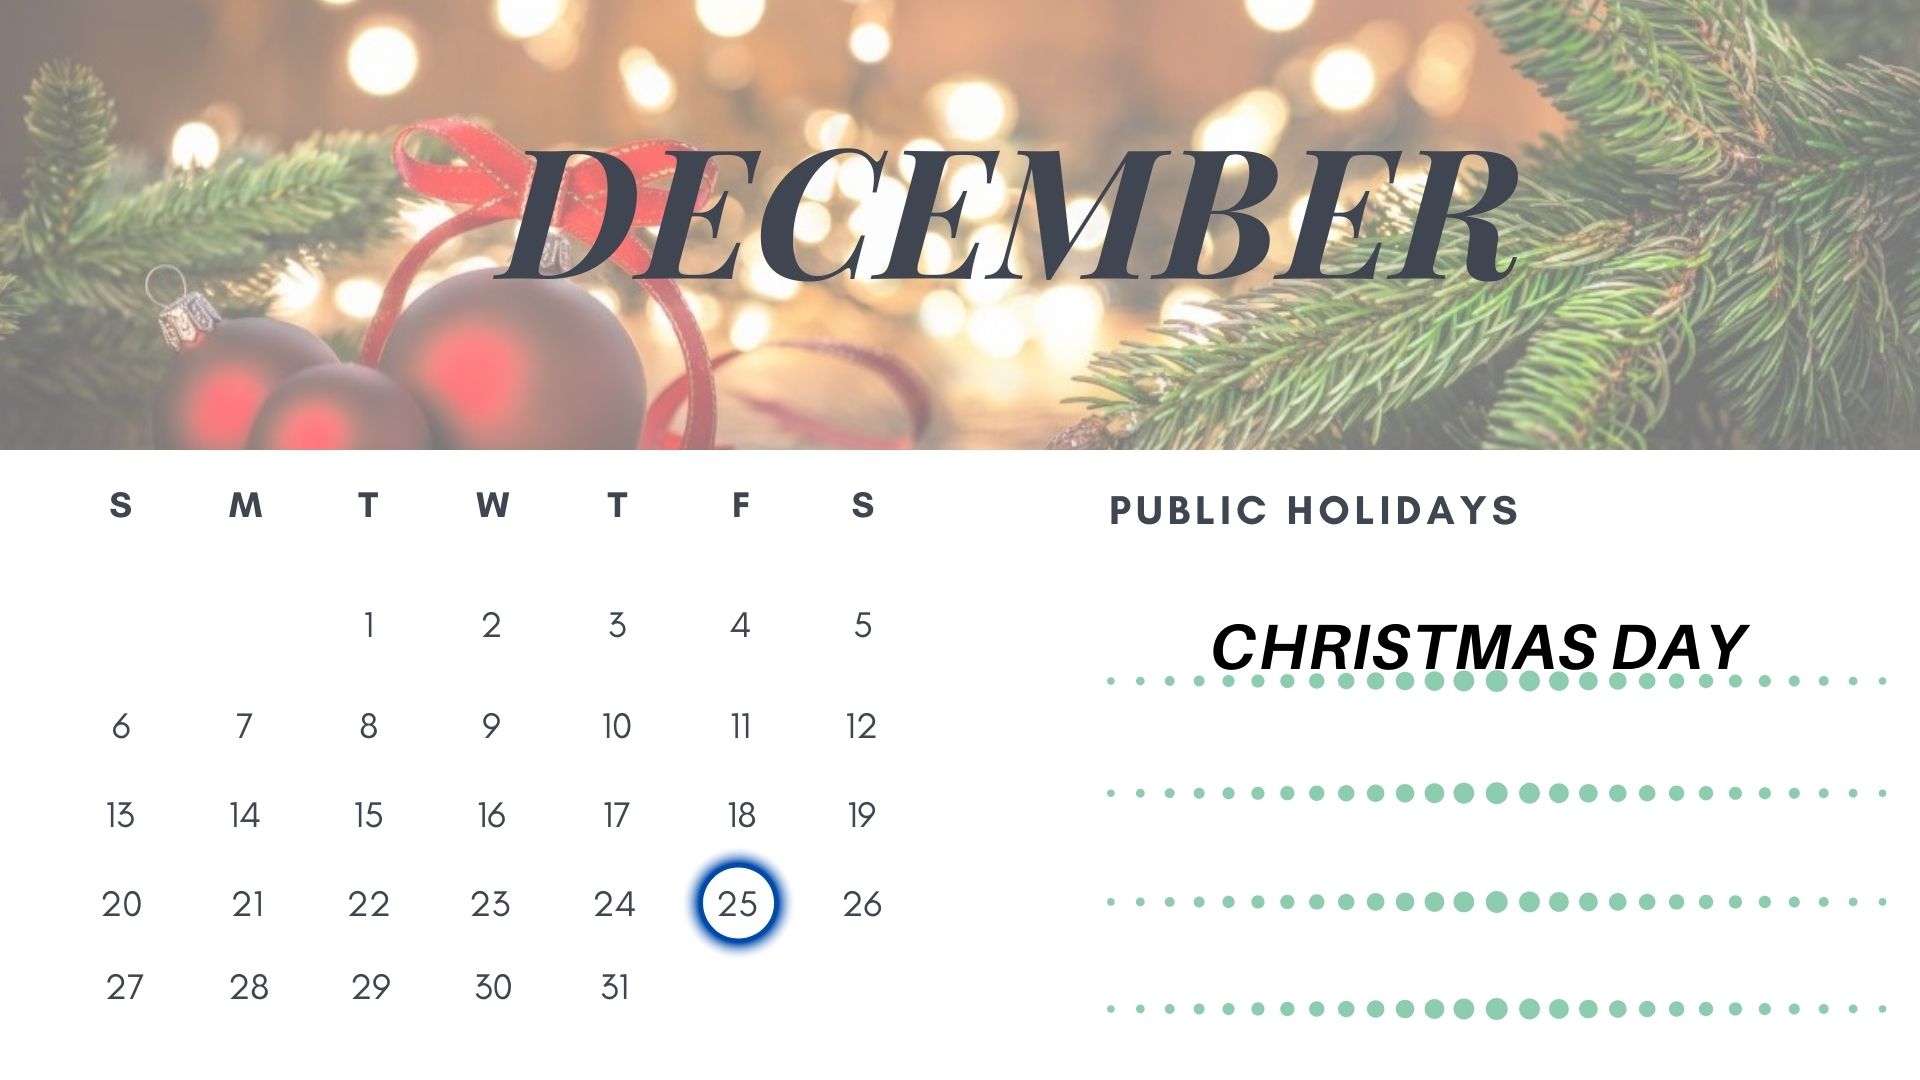 DECEMBER
S M T W T F S
1 2 3 4 5
6 7 8 9 10 11 12
13 14 15 16 17 18 19
20 21 22 23 24 25 26
27 28 29 30 31
PUBLIC HOLIDAYS
CHRISTMAS DAY